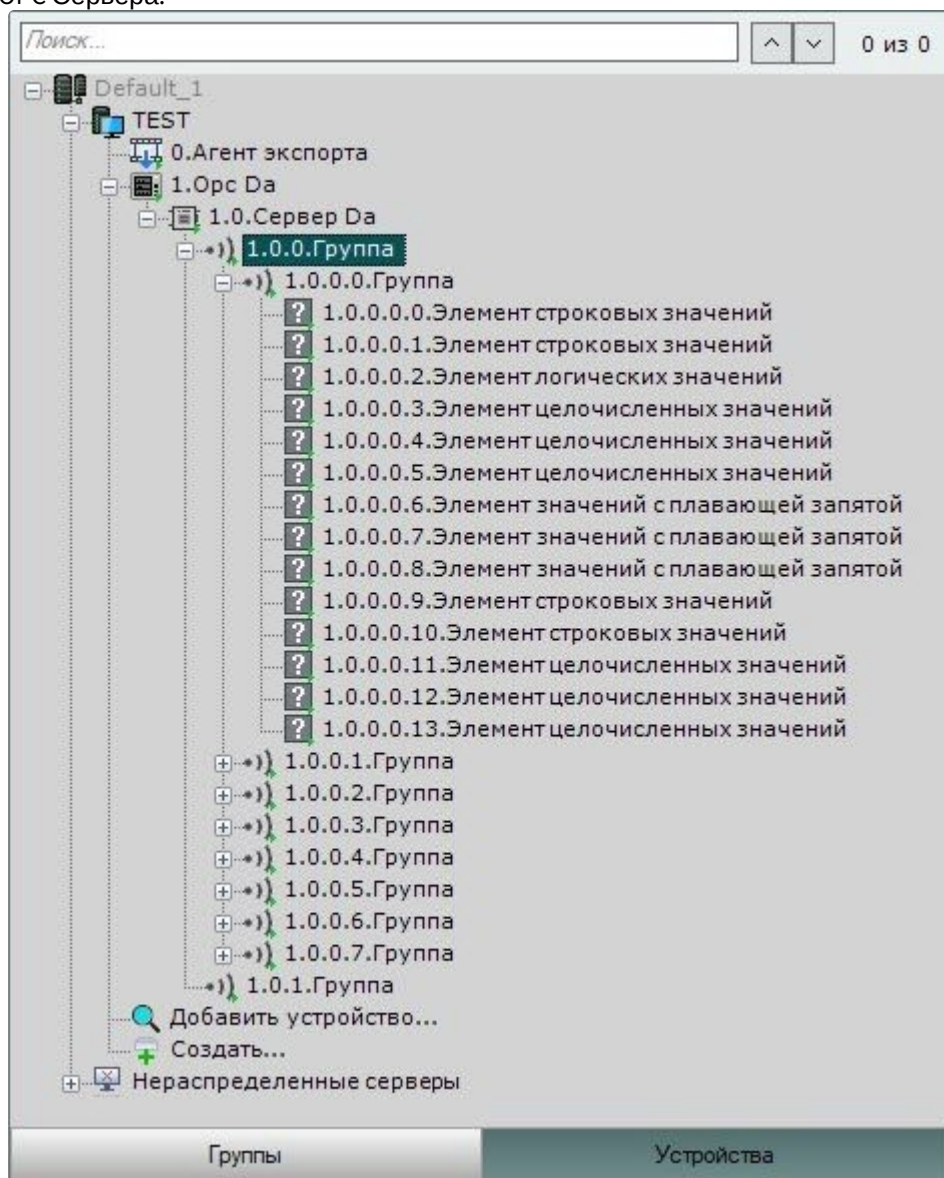 от с Сервера.
Поиск...
0 из 0
Default_1
TEST
0.Агент экспорта
1.Opc Da
1.0.Сервер Da
1.0.0.Группа
1.0.0.0.Группа
1.0.0.0.0.Элемент строковых значений
1.0.0.0.1.Элемент строковых значений
1.0.0.0.2.Элемент логических значений
1.0.0.0.3.Элемент целочисленных значений
1.0.0.0.4.Элемент целочисленных значений
1.0.0.0.5.Элемент целочисленных значений
1.0.0.0.6.Элемент значений с плавающей запятой
1.0.0.0.7.Элемент значений с плавающей запятой
1.0.0.0.8.Элемент значений с плавающей запятой
1.0.0.0.9.Элемент строковых значений
1.0.0.0.10.Элемент строковых значений
1.0.0.0.11.Элемент целочисленных значений
1.0.0.0.12.Элемент целочисленных значений
1.0.0.0.13.Элемент целочисленных значений
1.0.0.1.Группа
1.0.0.2.Группа
1.0.0.3.Группа
1.0.0.4.Группа
1.0.0.5.Группа
1.0.0.6.Группа
1.0.0.7.Группа
1.0.1.Группа
Добавить устройство...
Создать...
Нераспределенные серверы
Группы
Устройства